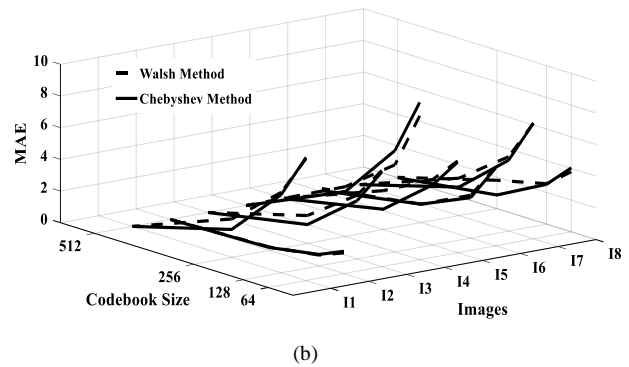 10
8
6
4
2
0
MAE
Walsh Method
Chebyshev Method
512
256
128
64
Codebook Size
I1
I2
I3
I4
I5
I6
I7
I8
Images
(b)